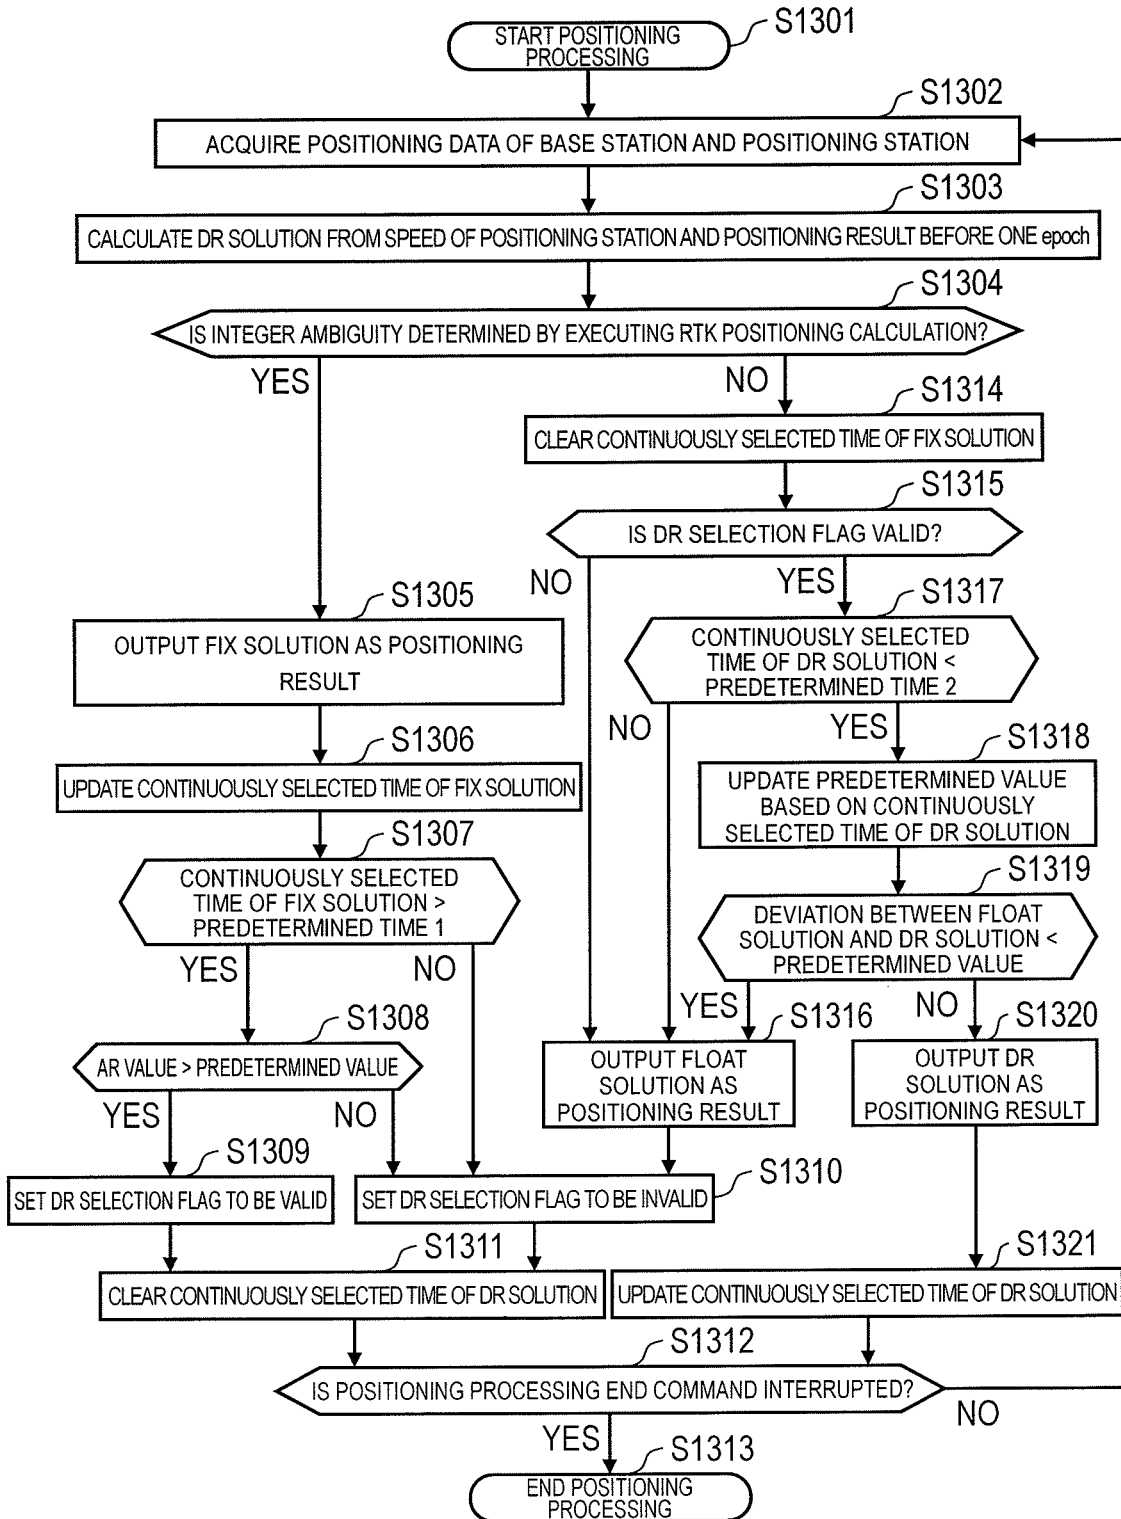 S1301
START POSITIONING
PROCESSING
S1302
ACQUIRE POSITIONING DATA OF BASE STATION AND POSITIONING STATION
S1303
CALCULATE DR SOLUTION FROM SPEED OF POSITIONING STATION AND POSITIONING RESULT BEFORE ONE epoch
S1304
IS INTEGER AMBIGUITY DETERMINED BY EXECUTING RTK POSITIONING CALCULATION?
YES
NO
S1314
CLEAR CONTINUOUSLY SELECTED TIME OF FIX SOLUTION
S1315
IS DR SELECTION FLAG VALID?
NO
YES
S1305
OUTPUT FIX SOLUTION AS POSITIONING
RESULT
S1317
CONTINUOUSLY SELECTED
TIME OF DR SOLUTION <
PREDETERMINED TIME 2
NO
YES
S1306
UPDATE CONTINUOUSLY SELECTED TIME OF FIX SOLUTION
S1318
UPDATE PREDETERMINED VALUE
BASED ON CONTINUOUSLY
SELECTED TIME OF DR SOLUTION
S1307
CONTINUOUSLY SELECTED
TIME OF FIX SOLUTION >
PREDETERMINED TIME 1
YES
NO
S1319
DEVIATION BETWEEN FLOAT
SOLUTION AND DR SOLUTION <
PREDETERMINED VALUE
YES
NO
S1308
AR VALUE > PREDETERMINED VALUE
YES
NO
S1316
OUTPUT FLOAT
SOLUTION AS
POSITIONING RESULT
S1320
OUTPUT DR
SOLUTION AS
POSITIONING RESULT
S1309
SET DR SELECTION FLAG TO BE VALID
SET DR SELECTION FLAG TO BE INVALID
S1310
S1311
CLEAR CONTINUOUSLY SELECTED TIME OF DR SOLUTION
S1321
UPDATE CONTINUOUSLY SELECTED TIME OF DR SOLUTION
S1312
IS POSITIONING PROCESSING END COMMAND INTERRUPTED?
NO
YES
S1313
END POSITIONING
PROCESSING